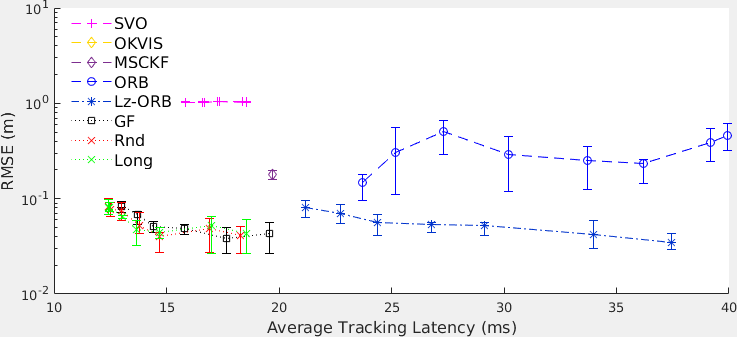 10^1
10^0
10^-1
10^-2
RMSE (m)
SVO
OKVIS
MSCKF
ORB
Lz-ORB
GF
Rnd
Long
10 15 20 25 30 35 40
Average Tracking Latency (ms)